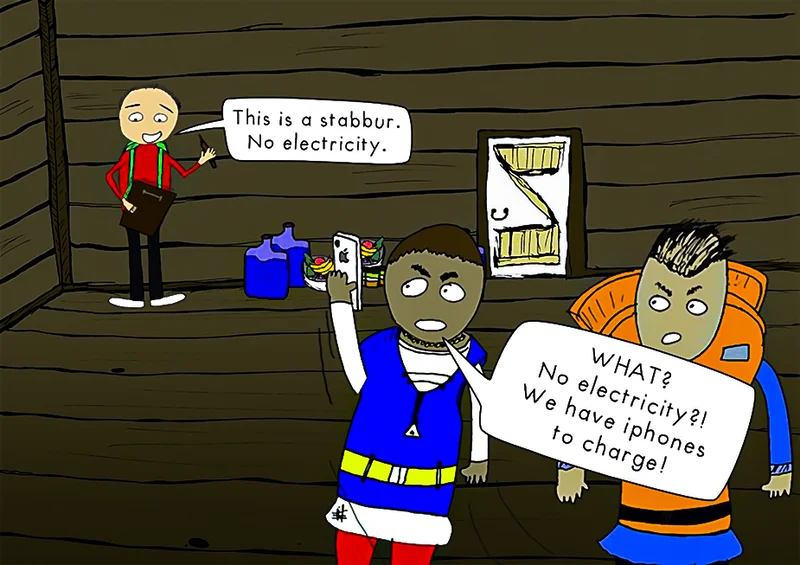 This is a stabbur.
No electricity.
WHAT?
No electricity?!
We have iphones
to charge!